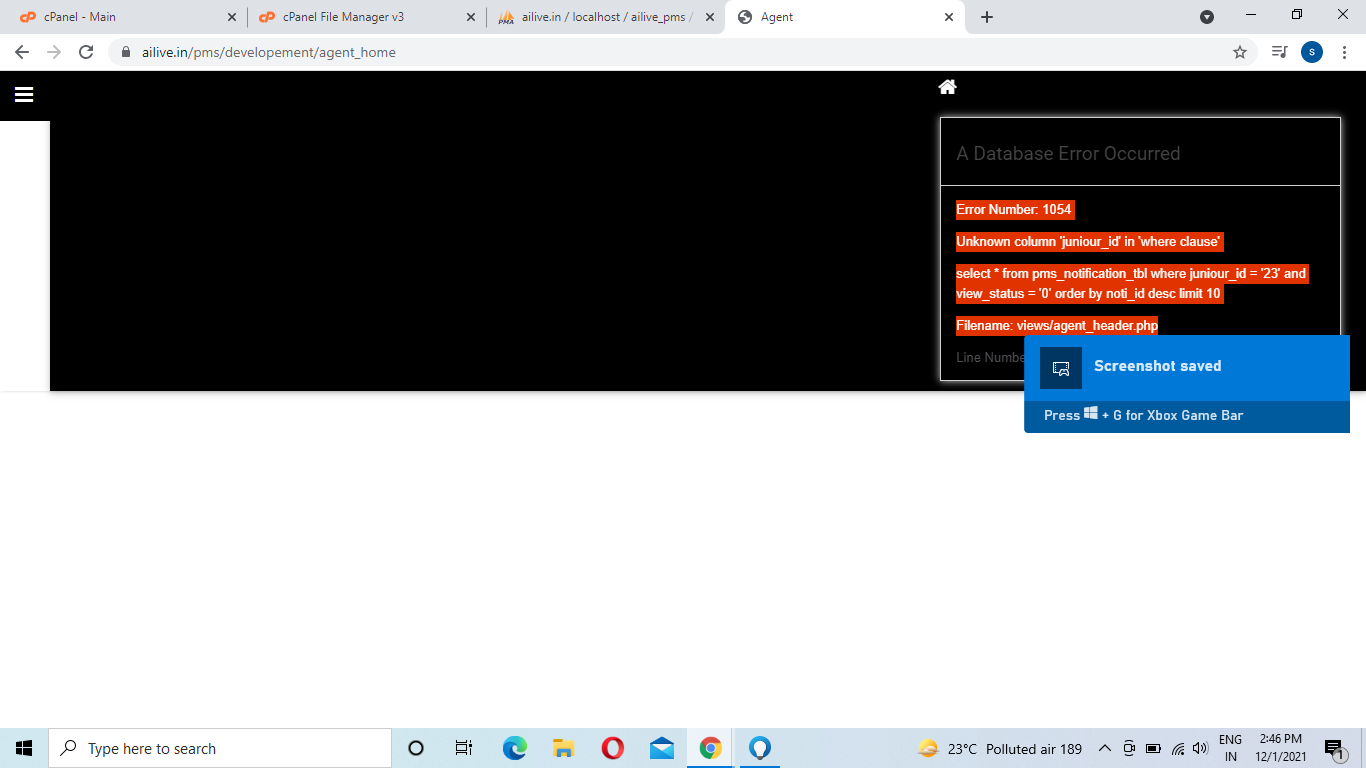 cPanel - Main
cPanel File Manager v3
ailive.in / localhost / ailive_pms /
Agent
ailive.in/pms/developement/agent_home
S
A Database Error Occurred
Error Number: 1054
Unknown column 'juniour_id' in 'where clause'
select * from pms_notification_tbl where juniour_id = '23' and
view_status = '0' order by noti_id desc limit 10
Filename: views/agent_header.php
Line Numbe
Screenshot saved
Press + G for Xbox Game Bar
Type here to search
23°C Polluted air 189
ENG
IN
2:46 PM
12/1/2021
1